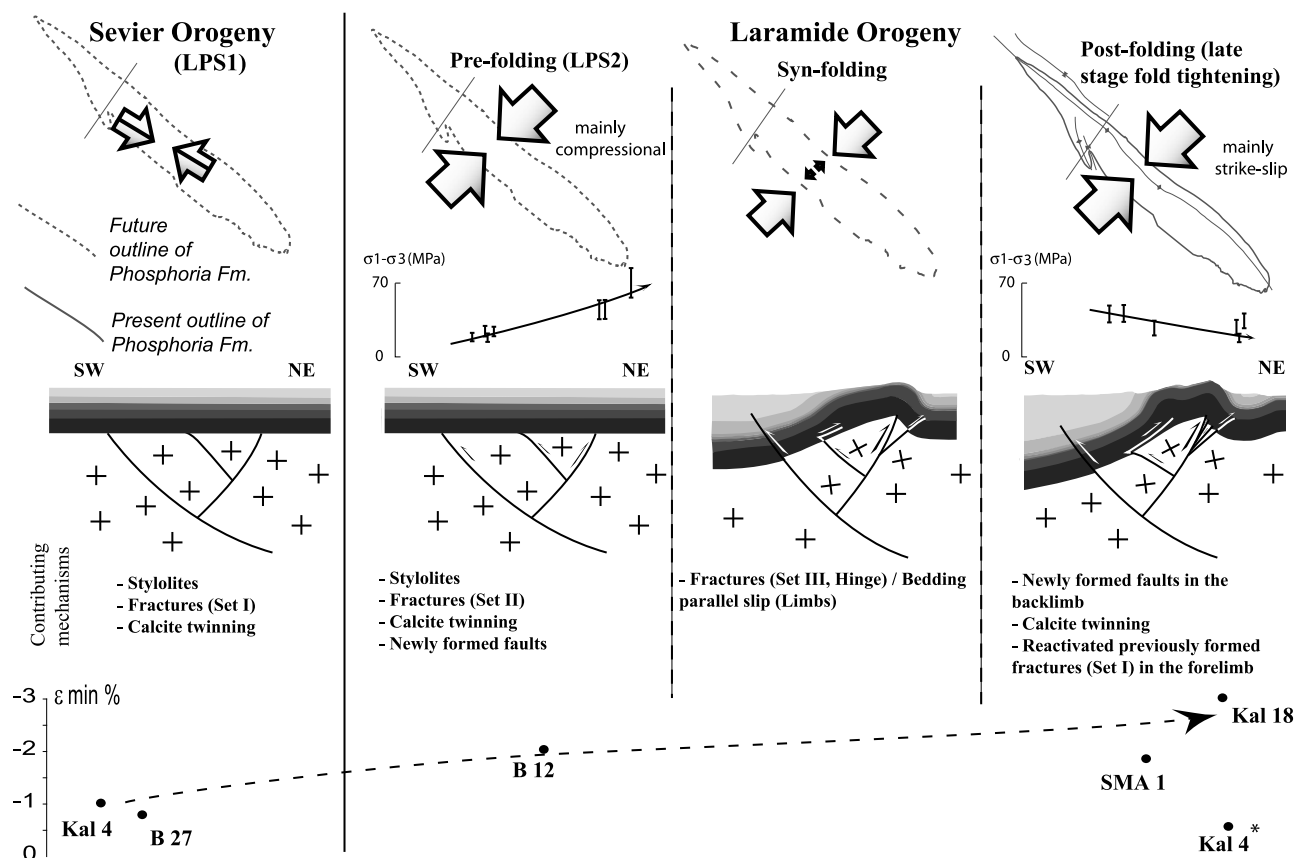 Sevier Orogeny
(LPS1)
Future
outline of
Phosphoria Fm.
Present outline of
Phosphoria Fm.
SW
NE
Contributing
mechanisms
- Stylolites
- Fractures (Set I)
- Calcite twinning
Laramide Orogeny
Pre-folding (LPS2)
mainly
compressional
σ1-σ3 (MPa)
70
0
SW
NE
- Stylolites
- Fractures (Set II)
- Calcite twinning
- Newly formed faults
Syn-folding
- Fractures (Set III, Hinge) / Bedding
parallel slip (Limbs)
Post-folding (late
stage fold tightening)
mainly
strike-slip
σ1-σ3 (MPa)
70
0
SW
NE
- Newly formed faults in the
backlimb
- Calcite twinning
- Reactivated previously formed
fractures (Set I) in the forelimb
ε min %
-3
-2
-1
0
Kal 4
B 27
B 12
SMA 1
Kal 18
Kal 4*